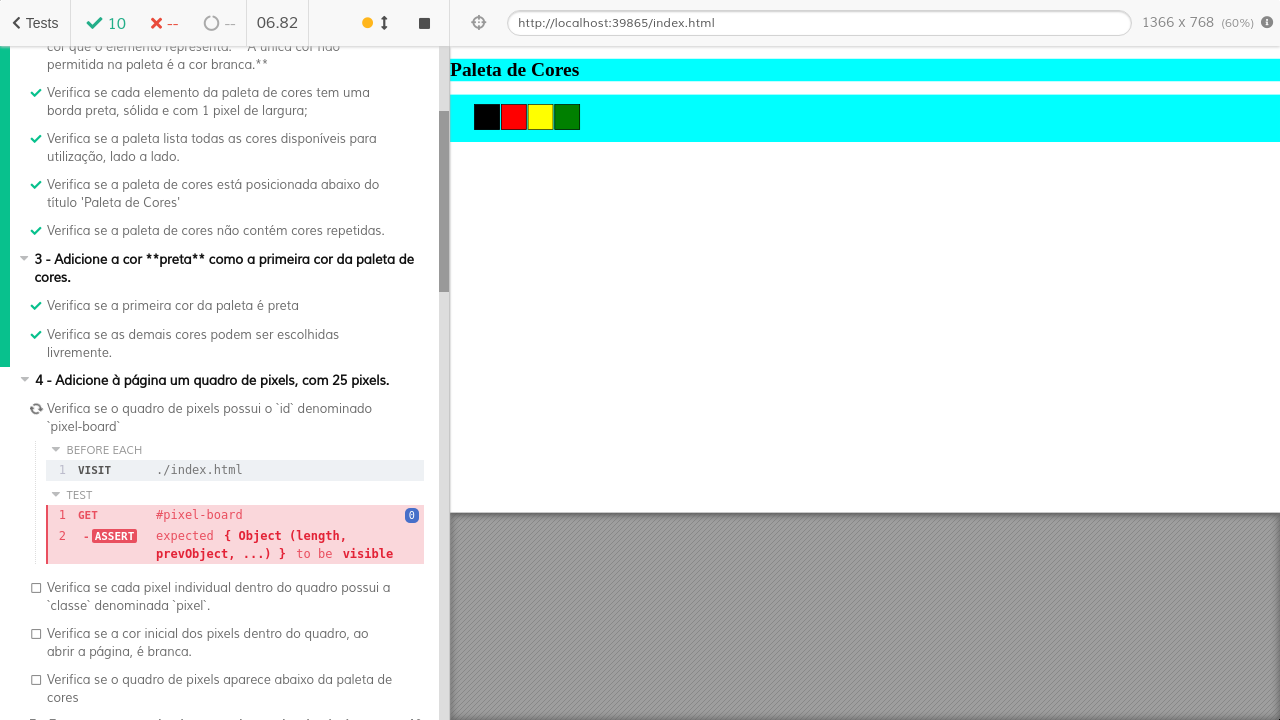 Tests
10
--
--
06.82
http://localhost:39865/index.html
1366 x 768 (60%)
cor que o elemento representa. **A única cor não
permitida na paleta é a cor branca.**
Verifica se cada elemento da paleta de cores tem uma
borda preta, sólida e com 1 pixel de largura;
Verifica se a paleta lista todas as cores disponíveis para
utilização, lado a lado.
Verifica se a paleta de cores está posicionada abaixo do
título 'Paleta de Cores'
Verifica se a paleta de cores não contém cores repetidas.
3 - Adicione a cor **preta** como a primeira cor da paleta de
cores.
Verifica se a primeira cor da paleta é preta
Verifica se as demais cores podem ser escolhidas
livremente.
4 - Adicione à página um quadro de pixels, com 25 pixels.
Verifica se o quadro de pixels possui o `id` denominado
`pixel-board`
BEFORE EACH
1 VISIT ./index.html
TEST
1 GET #pixel-board 0
2 - ASSERT expected { Object (length,
prevObject, ...) } to be visible
Verifica se cada pixel individual dentro do quadro possui a
`classe` denominada `pixel`.
Verifica se a cor inicial dos pixels dentro do quadro, ao
abrir a página, é branca.
Verifica se o quadro de pixels aparece abaixo da paleta de
cores
Paleta de Cores